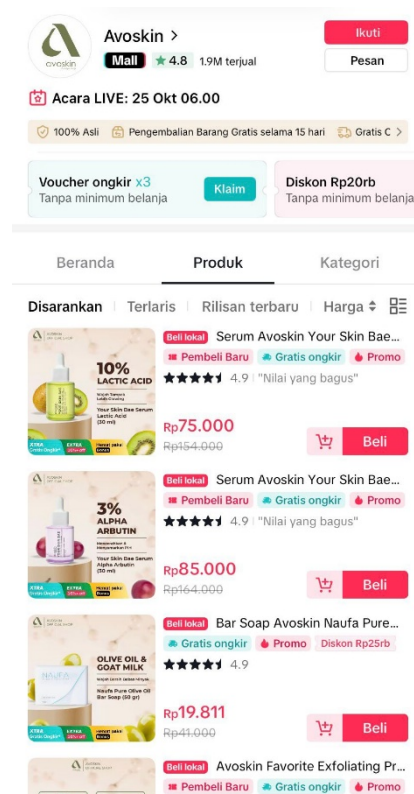 avoskin
Avoskin >
Mall ★ 4.8 1.9M terjual
Ikuti
Pesan
Acara LIVE: 25 Okt 06.00
100% Asli Pengembalian Barang Gratis selama 15 hari Gratis C >
Voucher ongkir x3
Tanpa minimum belanja
Klaim
Diskon Rp20rb
Tanpa minimum belanja
Beranda Produk Kategori
Disarankan Terlaris Rilisan terbaru Harga
10%
LACTIC ACID
Your Skin Bae Serum
Lactic Acid
(30 ml)
Beli lokal Serum Avoskin Your Skin Bae...
Pembeli Baru Gratis ongkir Promo
4.9 "Nilai yang bagus"
Rp75.000
Rp154.000
Beli
3%
ALPHA
ARBUTIN
Your Skin Bae Serum
Alpha Arbutin
(30 ml)
Beli lokal Serum Avoskin Your Skin Bae...
Pembeli Baru Gratis ongkir Promo
4.9 "Nilai yang bagus"
Rp85.000
Rp164.000
Beli
OLIVE OIL &
GOAT MILK
Naufa Pure Olive Oil
Bar Soap (50 gr)
Beli lokal Bar Soap Avoskin Naufa Pure...
Gratis ongkir Promo Diskon Rp25rb
4.9
Rp19.811
Rp41.000
Beli
Beli lokal Avoskin Favorite Exfoliating Pr...
Pembeli Baru Gratis ongkir Promo